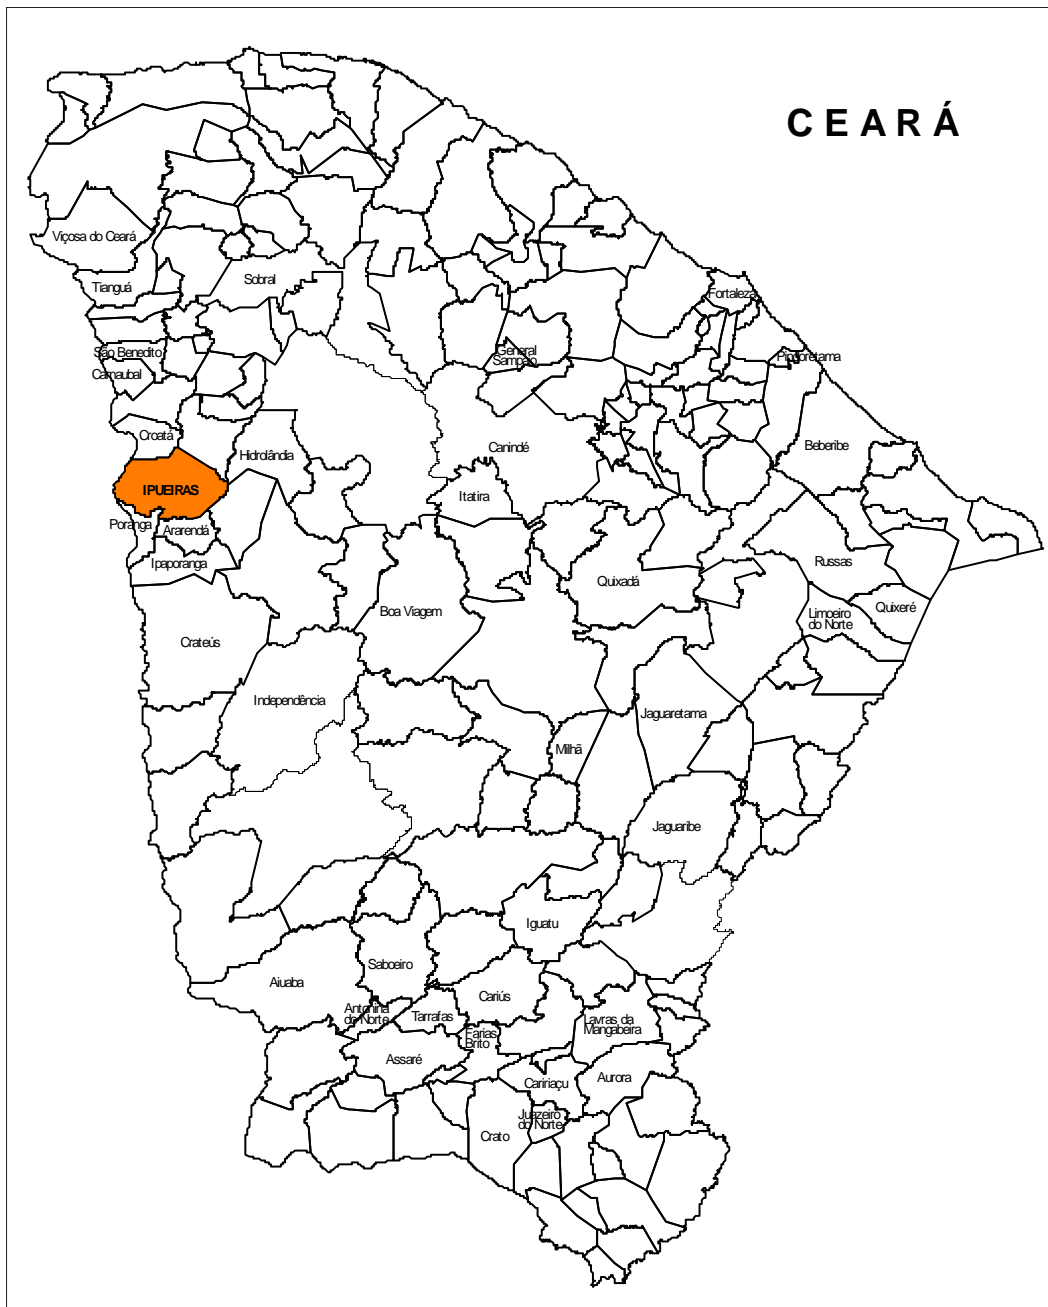 CEARÁ
Viçosa do Ceará
Tianguá
Sobral
Fortaleza
São Benedito
Carnaubal
General
Sampaio
Pindoretama
Croatá
Hidrolândia
Canindé
Beberibe
IPUEIRAS
Itatira
Poranga
Ararendá
Ipaporanga
Quixadá
Russas
Boa Viagem
Limoeiro
do Norte
Quixeré
Crateús
Independência
Jaguaretama
Milhã
Jaguaribe
Iguatu
Saboeiro
Aiuaba
Cariús
Antonina
do Norte
Tarrafas
Lavras da
Mangabeira
Farias
Brito
Assaré
Caririaçu
Aurora
Juazeiro
do Norte
Crato